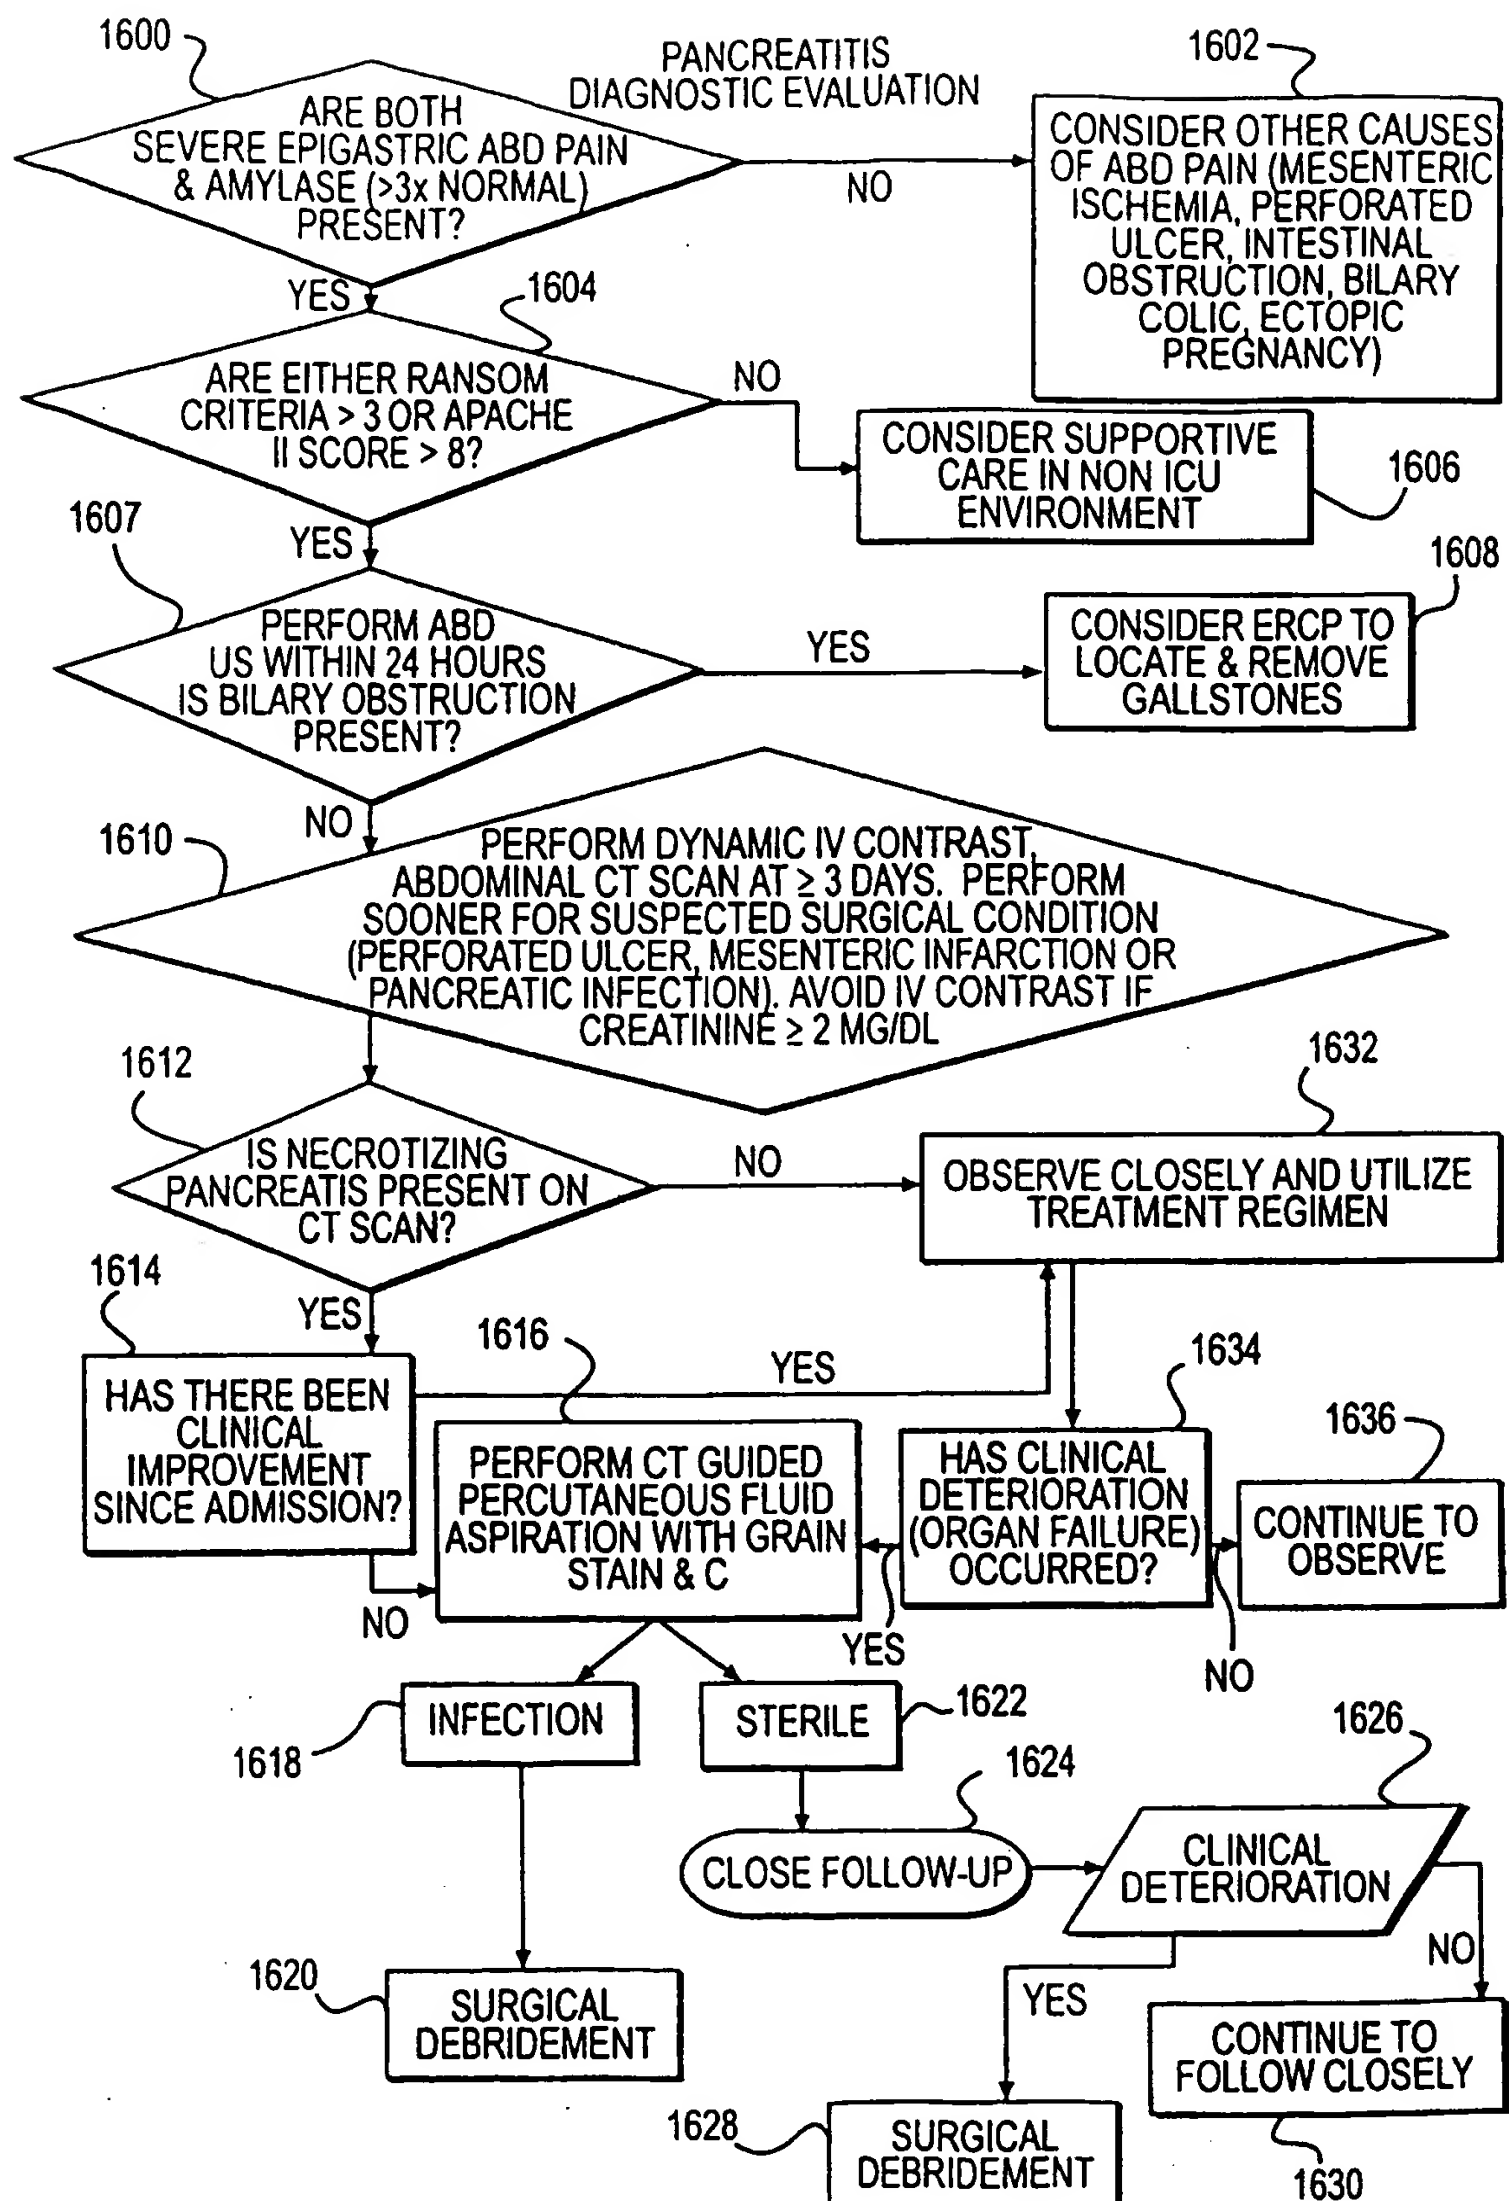 1600
PANCREATITIS
DIAGNOSTIC EVALUATION
1602
ARE BOTH
SEVERE EPIGASTRIC ABD PAIN
& AMYLASE (>3x NORMAL)
PRESENT?
NO
CONSIDER OTHER CAUSES
OF ABD PAIN (MESENTERIC
ISCHEMIA, PERFORATED
ULCER, INTESTINAL
OBSTRUCTION, BILARY
COLIC, ECTOPIC
PREGNANCY)
YES
1604
ARE EITHER RANSOM
CRITERIA > 3 OR APACHE
II SCORE > 8?
NO
CONSIDER SUPPORTIVE
CARE IN NON ICU
ENVIRONMENT
1606
YES
1607
PERFORM ABD
US WITHIN 24 HOURS
IS BILARY OBSTRUCTION
PRESENT?
YES
1608
CONSIDER ERCP TO
LOCATE & REMOVE
GALLSTONES
NO
1610
PERFORM DYNAMIC IV CONTRAST,
ABDOMINAL CT SCAN AT ≥ 3 DAYS. PERFORM
SOONER FOR SUSPECTED SURGICAL CONDITION
(PERFORATED ULCER, MESENTERIC INFARCTION OR
PANCREATIC INFECTION). AVOID IV CONTRAST IF
CREATININE ≥ 2 MG/DL
1612
IS NECROTIZING
PANCREATIS PRESENT ON
CT SCAN?
NO
1632
OBSERVE CLOSELY AND UTILIZE
TREATMENT REGIMEN
YES
1614
HAS THERE BEEN
CLINICAL
IMPROVEMENT
SINCE ADMISSION?
YES
NO
1616
PERFORM CT GUIDED
PERCUTANEOUS FLUID
ASPIRATION WITH GRAIN
STAIN & C
1634
HAS CLINICAL
DETERIORATION
(ORGAN FAILURE)
OCCURRED?
YES
NO
1636
CONTINUE TO
OBSERVE
INFECTION
1618
STERILE
1622
1624
CLOSE FOLLOW-UP
1626
CLINICAL
DETERIORATION
NO
YES
1620
SURGICAL
DEBRIDEMENT
CONTINUE TO
FOLLOW CLOSELY
1630
1628
SURGICAL
DEBRIDEMENT